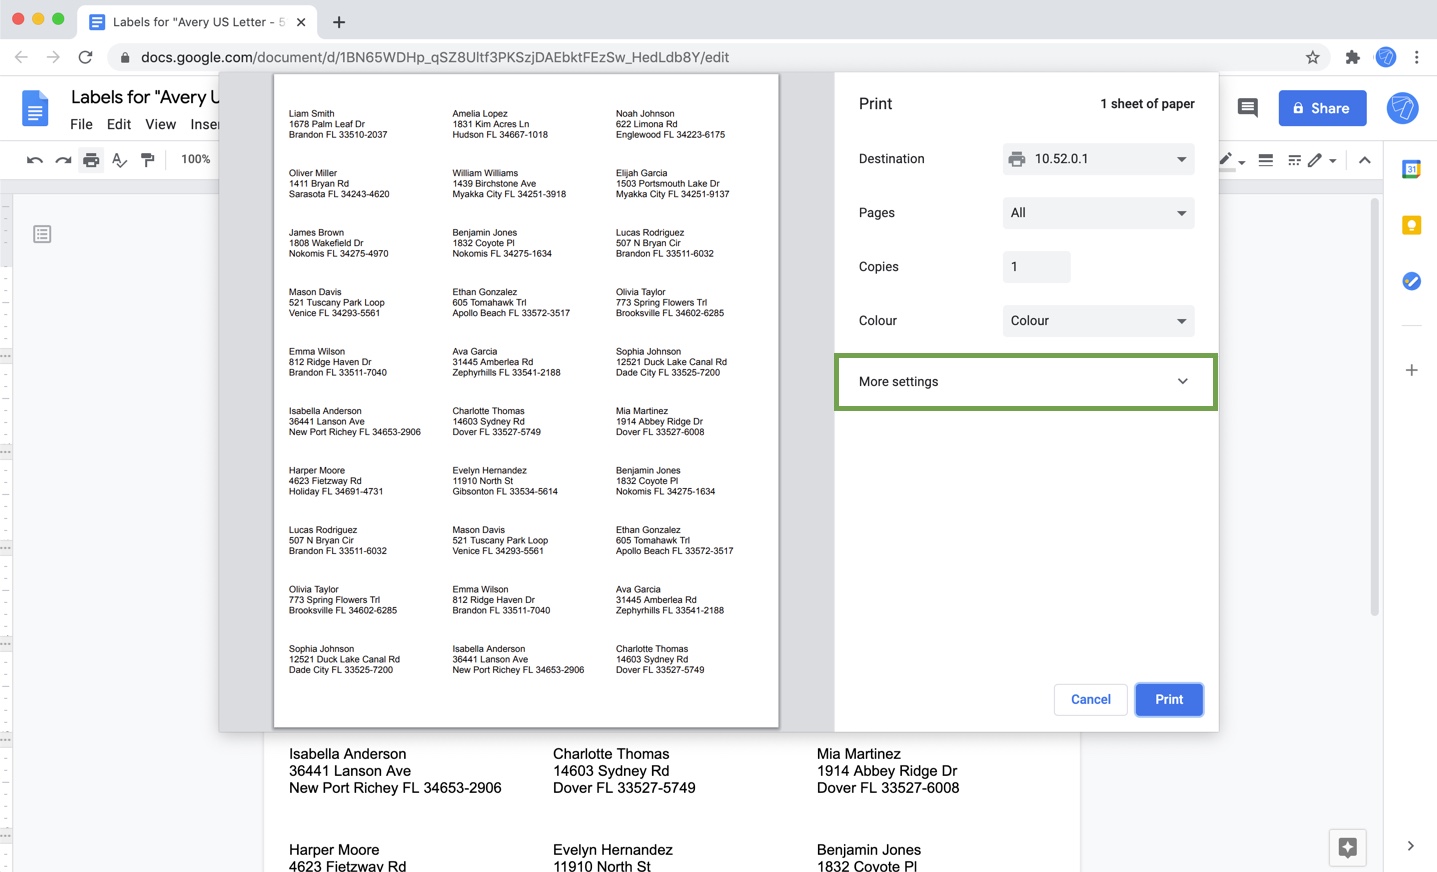 Labels for "Avery US Letter - 5
docs.google.com/document/d/1BN65WDHp_qSZ8UItf3PKSzjDAEbktFEzSw_HedLdb8Y/edit
Labels for "Avery U
File Edit View Inser
100%
Share
31
Liam Smith
1678 Palm Leaf Dr
Brandon FL 33510-2037
Amelia Lopez
1831 Kim Acres Ln
Hudson FL 34667-1018
Noah Johnson
622 Limona Rd
Englewood FL 34223-6175
Oliver Miller
1411 Bryan Rd
Sarasota FL 34243-4620
William Williams
1439 Birchstone Ave
Myakka City FL 34251-3918
Elijah Garcia
1503 Portsmouth Lake Dr
Myakka City FL 34251-9137
James Brown
1808 Wakefield Dr
Nokomis FL 34275-4970
Benjamin Jones
1832 Coyote Pl
Nokomis FL 34275-1634
Lucas Rodriguez
507 N Bryan Cir
Brandon FL 33511-6032
Mason Davis
521 Tuscany Park Loop
Venice FL 34293-5561
Ethan Gonzalez
605 Tomahawk Trl
Apollo Beach FL 33572-3517
Olivia Taylor
773 Spring Flowers Trl
Brooksville FL 34602-6285
Emma Wilson
812 Ridge Haven Dr
Brandon FL 33511-7040
Ava Garcia
31445 Amberlea Rd
Zephyrhills FL 33541-2188
Sophia Johnson
12521 Duck Lake Canal Rd
Dade City FL 33525-7200
Isabella Anderson
36441 Lanson Ave
New Port Richey FL 34653-2906
Charlotte Thomas
14603 Sydney Rd
Dover FL 33527-5749
Mia Martinez
1914 Abbey Ridge Dr
Dover FL 33527-6008
Harper Moore
4623 Fietzway Rd
Holiday FL 34691-4731
Evelyn Hernandez
11910 North St
Gibsonton FL 33534-5614
Benjamin Jones
1832 Coyote Pl
Nokomis FL 34275-1634
Lucas Rodriguez
507 N Bryan Cir
Brandon FL 33511-6032
Mason Davis
521 Tuscany Park Loop
Venice FL 34293-5561
Ethan Gonzalez
605 Tomahawk Trl
Apollo Beach FL 33572-3517
Olivia Taylor
773 Spring Flowers Trl
Brooksville FL 34602-6285
Emma Wilson
812 Ridge Haven Dr
Brandon FL 33511-7040
Ava Garcia
31445 Amberlea Rd
Zephyrhills FL 33541-2188
Sophia Johnson
12521 Duck Lake Canal Rd
Dade City FL 33525-7200
Isabella Anderson
36441 Lanson Ave
New Port Richey FL 34653-2906
Charlotte Thomas
14603 Sydney Rd
Dover FL 33527-5749
Print
1 sheet of paper
Destination
10.52.0.1
Pages
All
Copies
1
Colour
Colour
More settings
Cancel
Print
Isabella Anderson
36441 Lanson Ave
New Port Richey FL 34653-2906
Charlotte Thomas
14603 Sydney Rd
Dover FL 33527-5749
Mia Martinez
1914 Abbey Ridge Dr
Dover FL 33527-6008
Harper Moore
4623 Fietzway Rd
Evelyn Hernandez
11910 North St
Benjamin Jones
1832 Coyote Pl